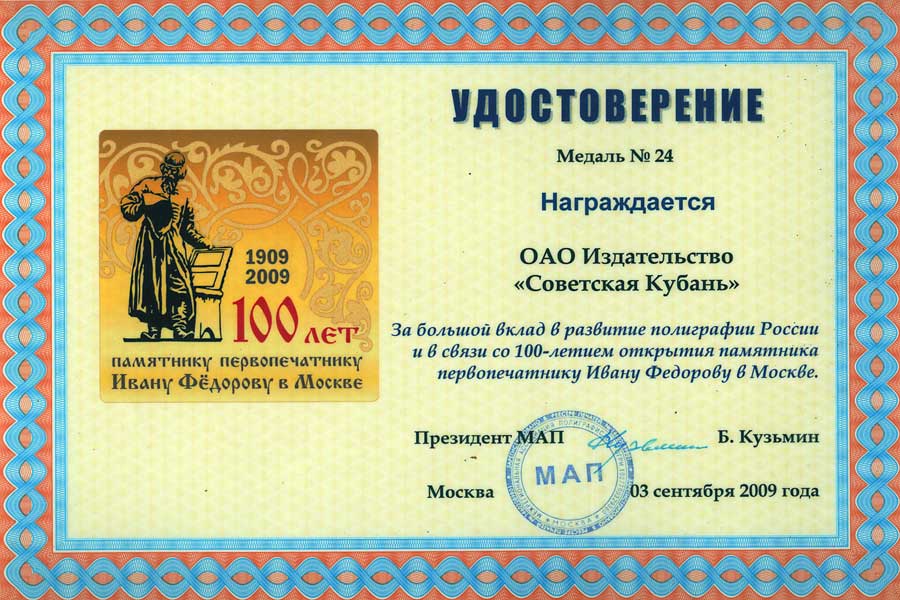 УДОСТОВЕРЕНИЕ
Медаль № 24
Награждается
ОАО Издательство
«Советская Кубань»
За большой вклад в развитие полиграфии России
и в связи со 100-летием открытия памятника
первопечатнику Ивану Федорову в Москве.
1909
2009
100 лет
памятнику первопечатнику
Ивану Фёдорову в Москве
Президент МАП
Б. Кузьмин
МАП
МОСКВА
Москва
03 сентября 2009 года